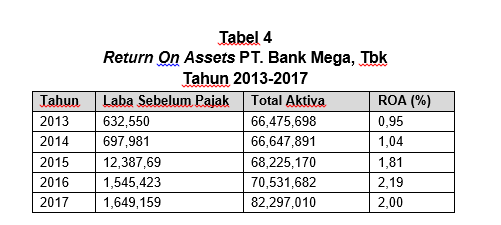 Tabel 4
Return On Assets PT. Bank Mega, Tbk
Tahun 2013-2017
Tahun Laba Sebelum Pajak Total Aktiva ROA (%)
2013 632,550 66,475,698 0,95
2014 697,981 66,647,891 1,04
2015 12,387,69 68,225,170 1,81
2016 1,545,423 70,531,682 2,19
2017 1,649,159 82,297,010 2,00